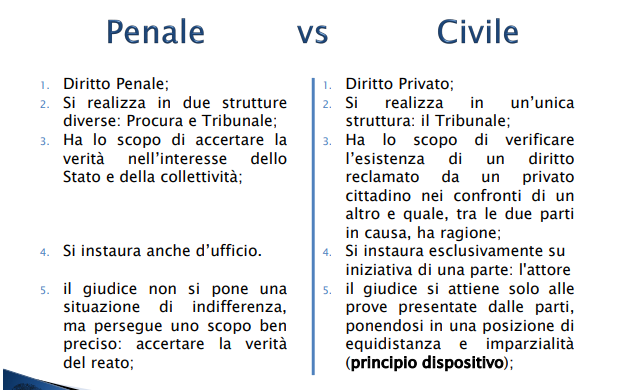 Penale vs Civile
1. Diritto Penale;
2. Si realizza in due strutture
diverse: Procura e Tribunale;
3. Ha lo scopo di accertare la
verità nell’interesse dello
Stato e della collettività;
4. Si instaura anche d’ufficio.
5. il giudice non si pone una
situazione di indifferenza,
ma persegue uno scopo ben
preciso: accertare la verità
del reato;
1. Diritto Privato;
2. Si realizza in un’unica
struttura: il Tribunale;
3. Ha lo scopo di verificare
l’esistenza di un diritto
reclamato da un privato
cittadino nei confronti di un
altro e quale, tra le due parti
in causa, ha ragione;
4. Si instaura esclusivamente su
iniziativa di una parte: l'attore
5. il giudice si attiene solo alle
prove presentate dalle parti,
ponendosi in una posizione di
equidistanza e imparzialità
(principio dispositivo);